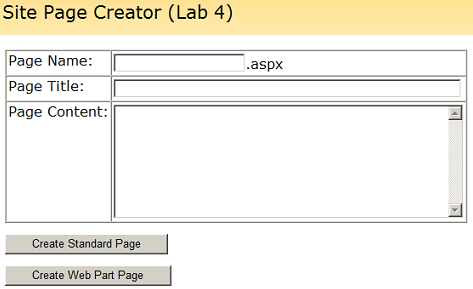 Site Page Creator (Lab 4)
Page Name: .aspx
Page Title:
Page Content:
Create Standard Page
Create Web Part Page